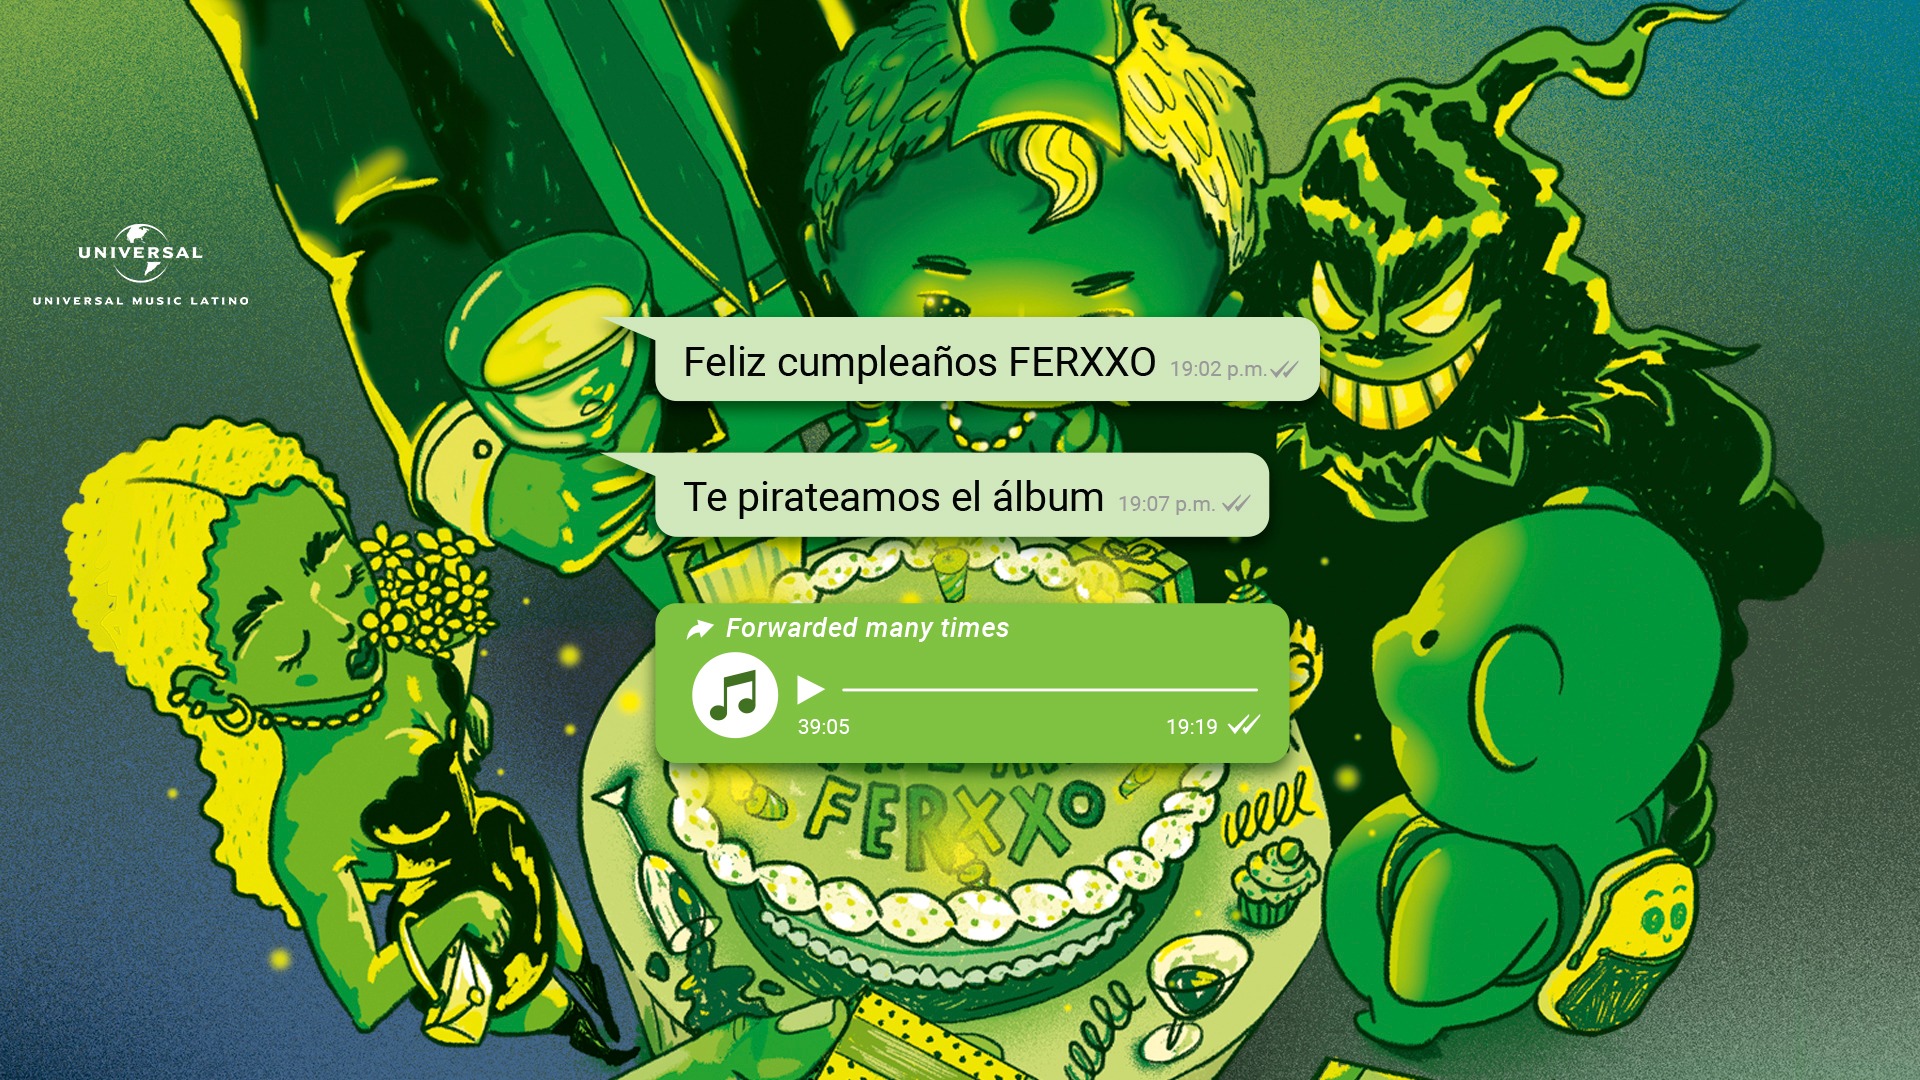 UNIVERSAL
UNIVERSAL MUSIC LATINO
Feliz cumpleaños FERXXO 19:02 p.m.
Te pirateamos el álbum 19:07 p.m.
Forwarded many times
39:05 19:19
FERXXO